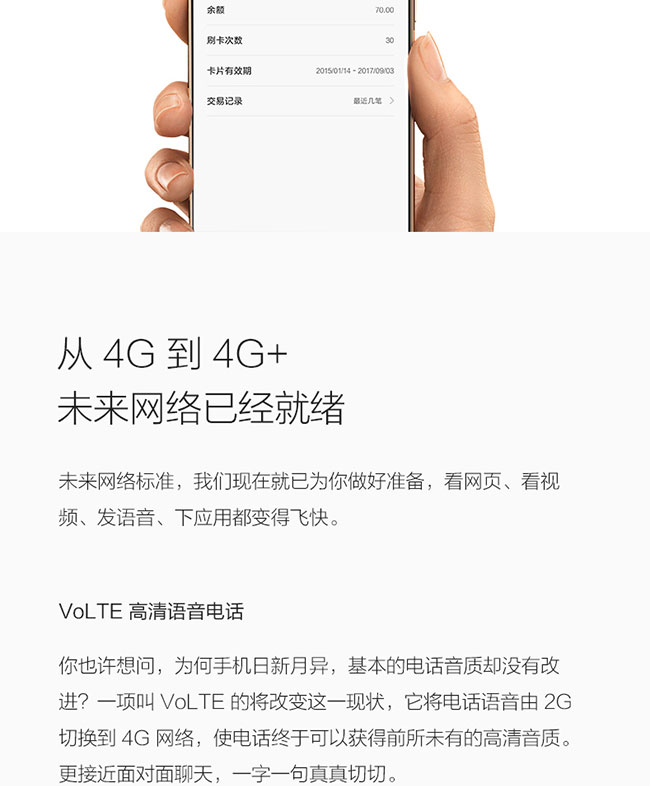 余额 70.00
刷卡次数 30
卡片有效期 2015/01/14 - 2017/09/03
交易记录 最近几笔
从 4G 到 4G+
未来网络已经就绪
未来网络标准，我们现在就已为你做好准备，看网页、看视
频、发语音、下应用都变得飞快。
VoLTE 高清语音电话
你也许想问，为何手机日新月异，基本的电话音质却没有改
进？一项叫 VoLTE 的将改变这一现状，它将电话语音由 2G
切换到 4G 网络，使电话终于可以获得前所未有的高清音质。
更接近面对面聊天，一字一句真真切切。